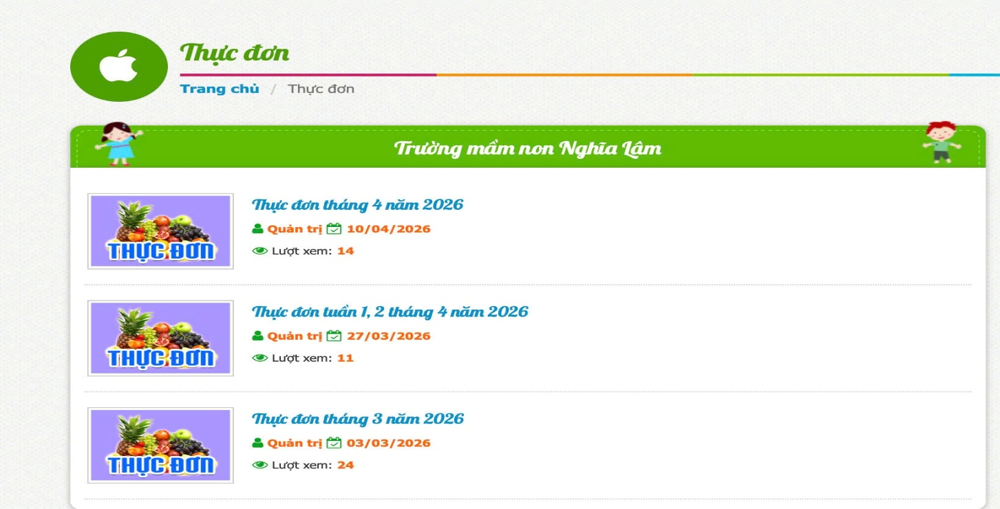 Thực đơn
Trang chủ / Thực đơn
Trường mầm non Nghĩa Lâm
THỰC ĐƠN
Thực đơn tháng 4 năm 2026
Quản trị 10/04/2026
Lượt xem: 14
THỰC ĐƠN
Thực đơn tuần 1, 2 tháng 4 năm 2026
Quản trị 27/03/2026
Lượt xem: 11
THỰC ĐƠN
Thực đơn tháng 3 năm 2026
Quản trị 03/03/2026
Lượt xem: 24